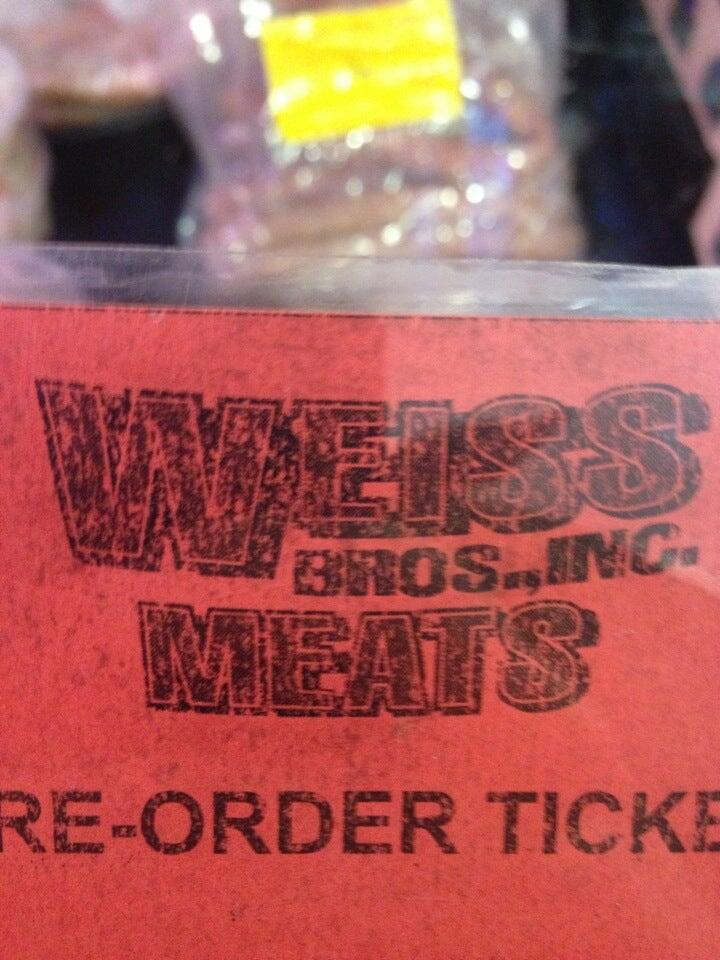 WEISS
BROS., INC.
MEATS
RE-ORDER TICKE